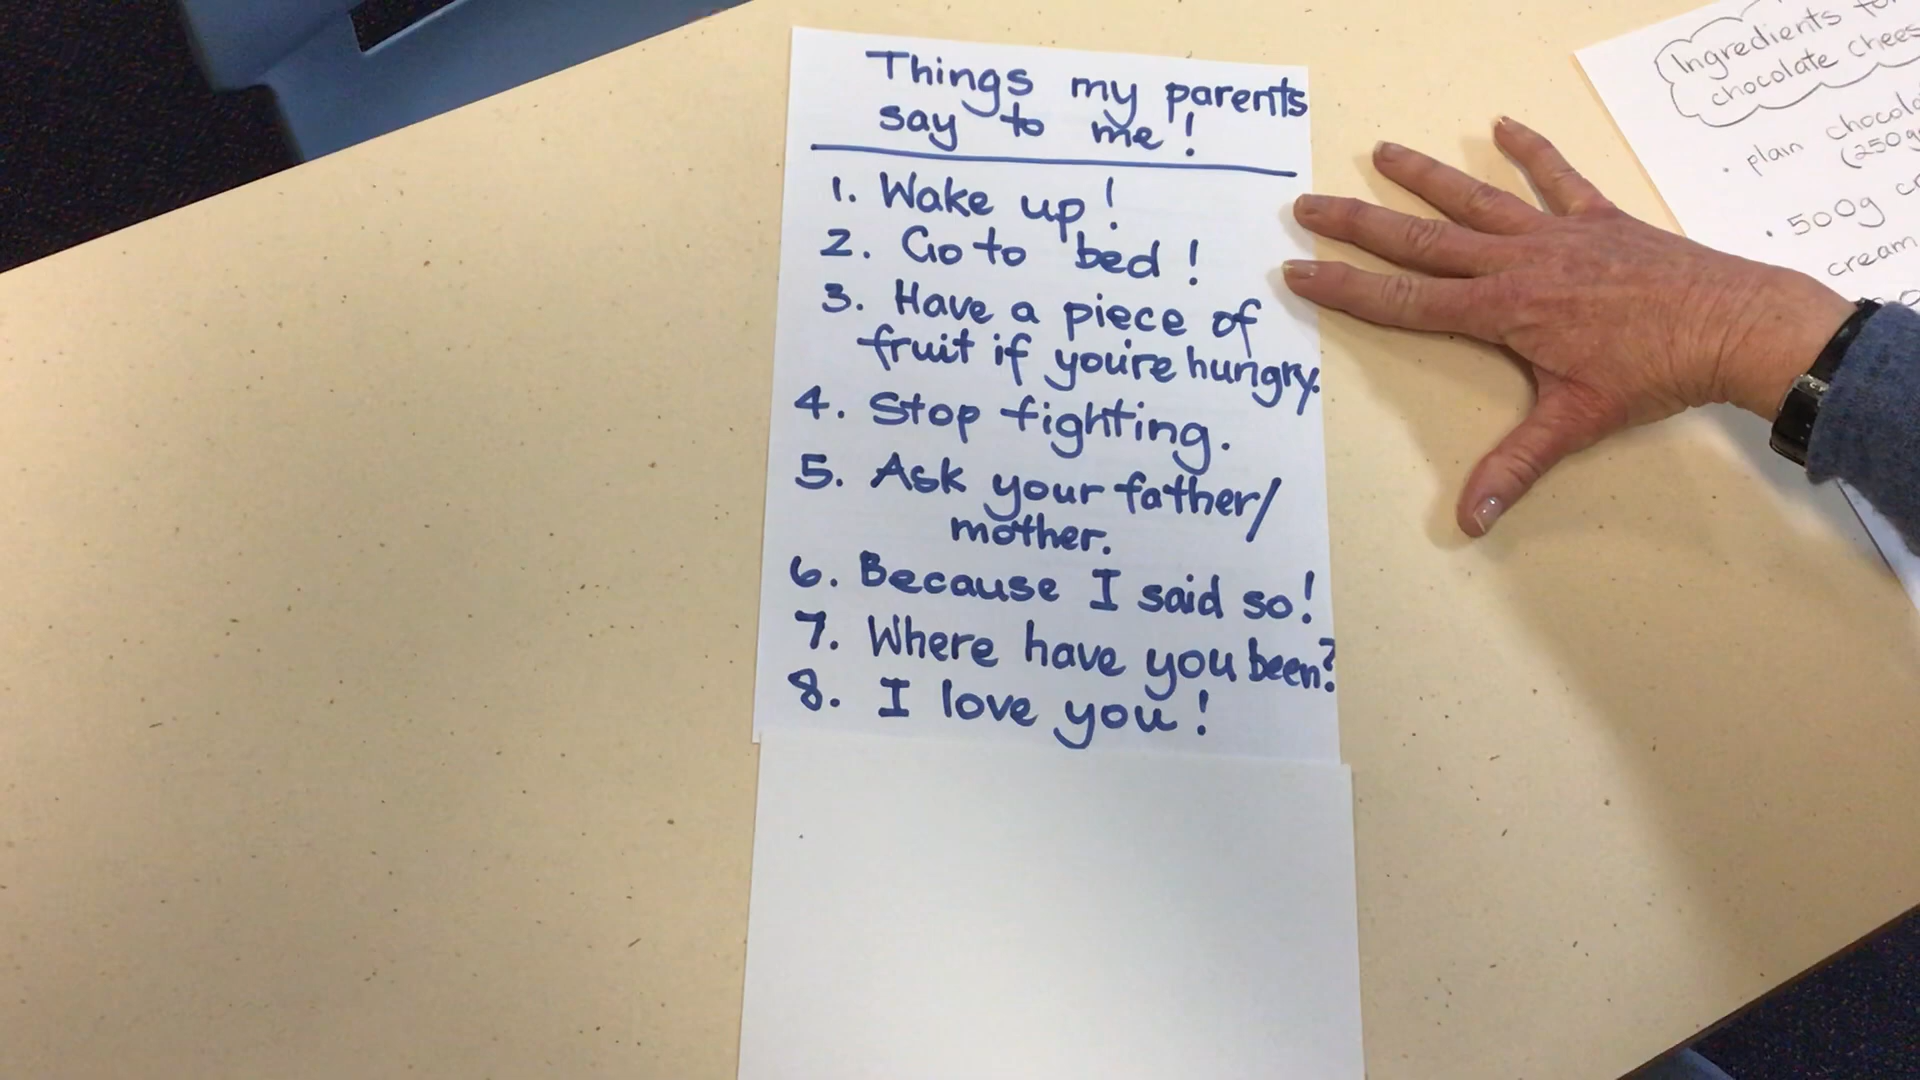 Things my parents
say to me!
1. Wake up!
2. Go to bed!
3. Have a piece of
fruit if you're hungry.
4. Stop fighting.
5. Ask your father/
mother.
6. Because I said so!
7. Where have you been?
8. I love you!
Ingredients
chocolate
• plain
(250g
• 500g
cream